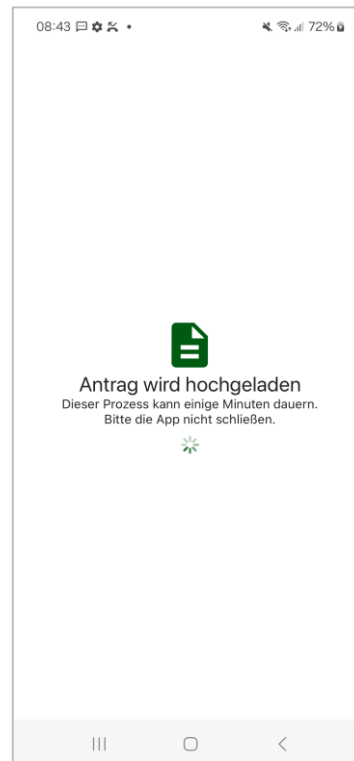 08:43
72%
Antrag wird hochgeladen
Dieser Prozess kann einige Minuten dauern.
Bitte die App nicht schließen.